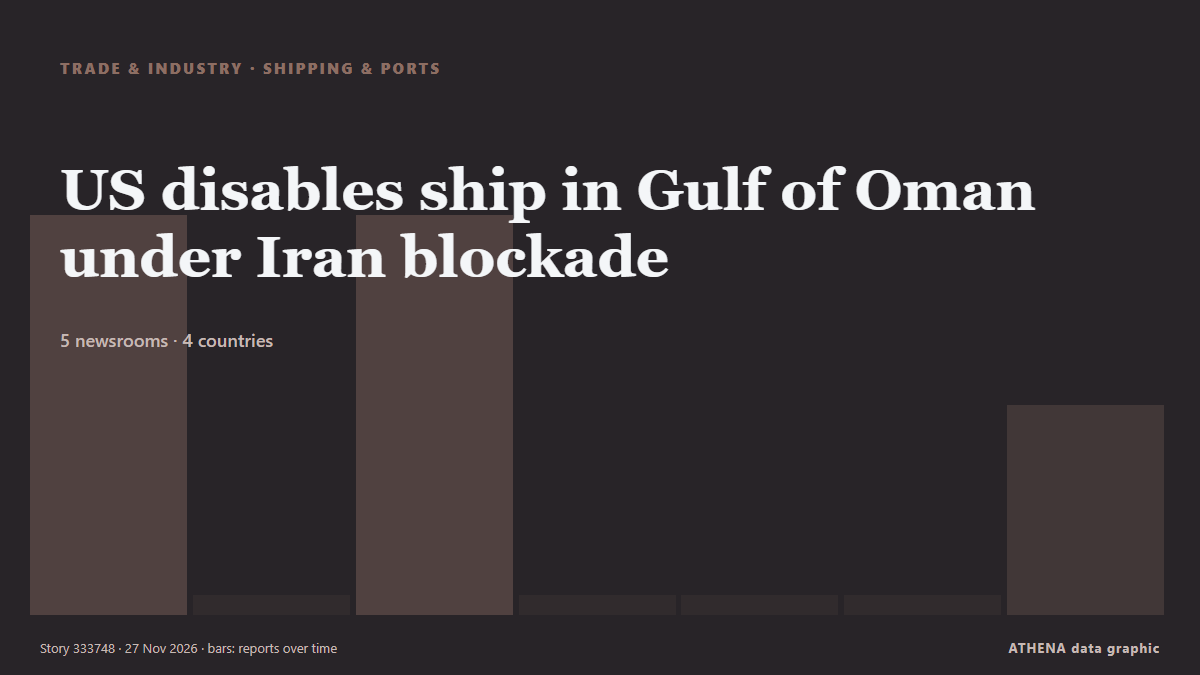 TRADE & INDUSTRY · SHIPPING & PORTS
US disables ship in Gulf of Oman
under Iran blockade
5 newsrooms · 4 countries
Story 333748 · 27 Nov 2026 · bars: reports over time
ATHENA data graphic